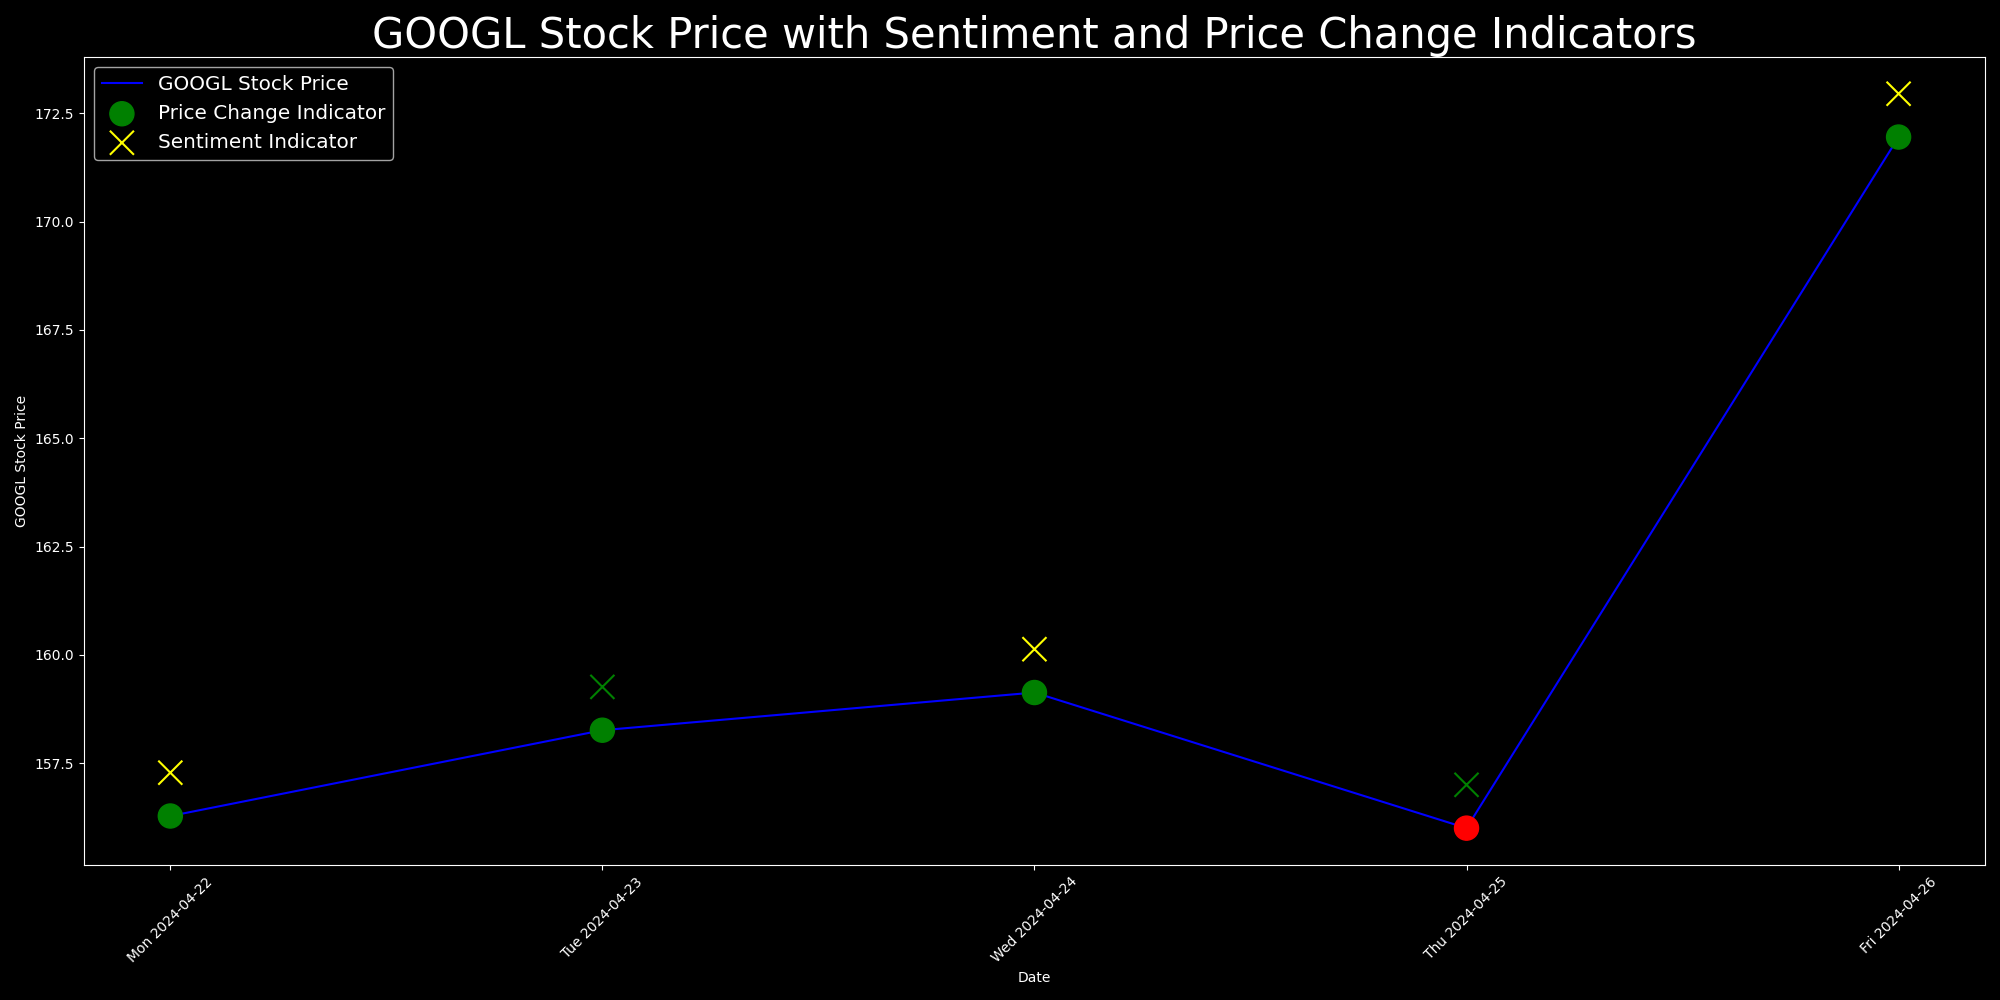 GOOGL Stock Price with Sentiment and Price Change Indicators
GOOGL Stock Price
Price Change Indicator
Sentiment Indicator
172.5
170.0
167.5
165.0
162.5
160.0
157.5
GOOGL Stock Price
Mon 2024-04-22
Tue 2024-04-23
Wed 2024-04-24
Thu 2024-04-25
Fri 2024-04-26
Date